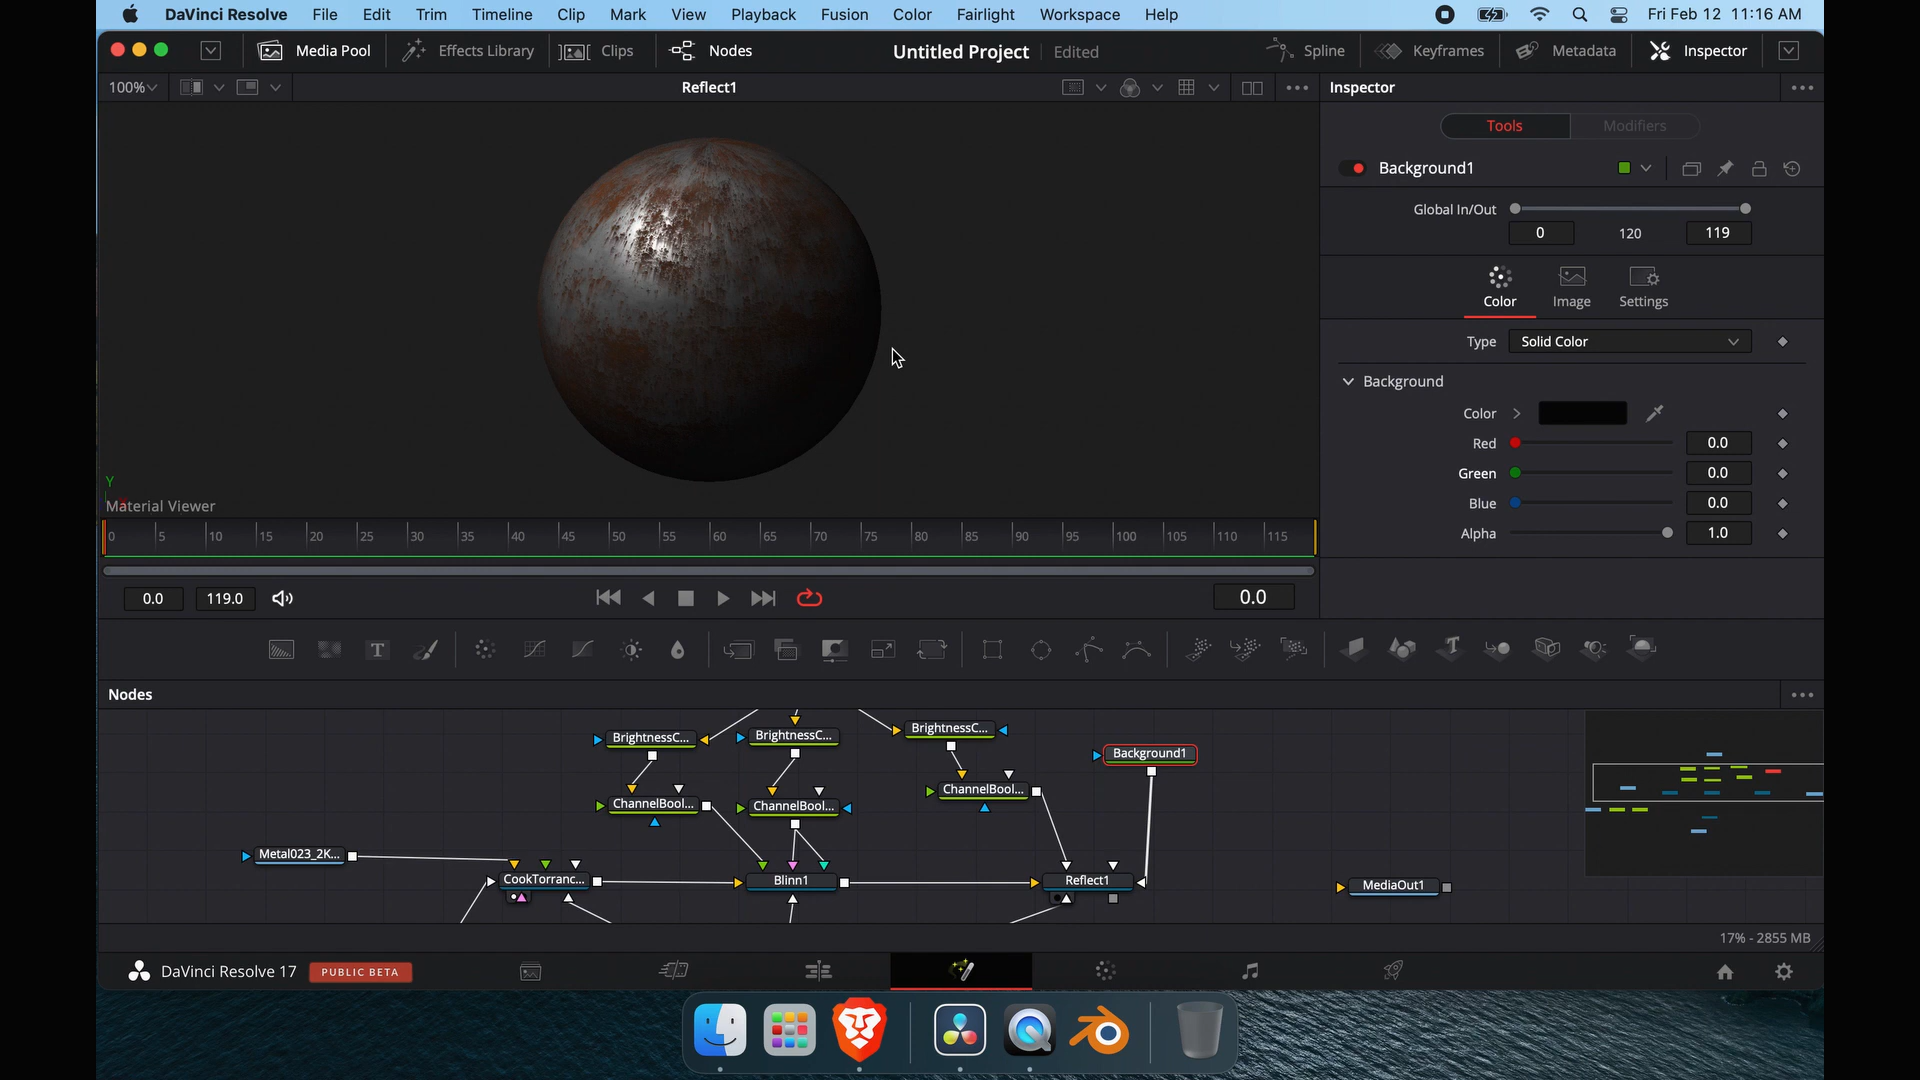 DaVinci Resolve File Edit Trim Timeline Clip Mark View Playback Fusion Color Fairlight Workspace Help Fri Feb 12 11:16 AM
Media Pool Effects Library Clips Nodes Untitled Project Edited Spline Keyframes Metadata Inspector
100% Reflect1 Inspector
Tools Modifiers
Background1
Global In/Out
0 120 119
Color Image Settings
Type Solid Color
Background
Color
Red 0.0
Green 0.0
Blue 0.0
Alpha 1.0
Y
Material Viewer
0 5 10 15 20 25 30 35 40 45 50 55 60 65 70 75 80 85 90 95 100 105 110 115
0.0 119.0 0.0
T T
Nodes
BrightnessC... BrightnessC... BrightnessC... Background1
ChannelBool... ChannelBool... ChannelBool...
Metal023_2K... CookTorranc... Blinn1 Reflect1 MediaOut1
17% - 2855 MB
DaVinci Resolve 17 PUBLIC BETA